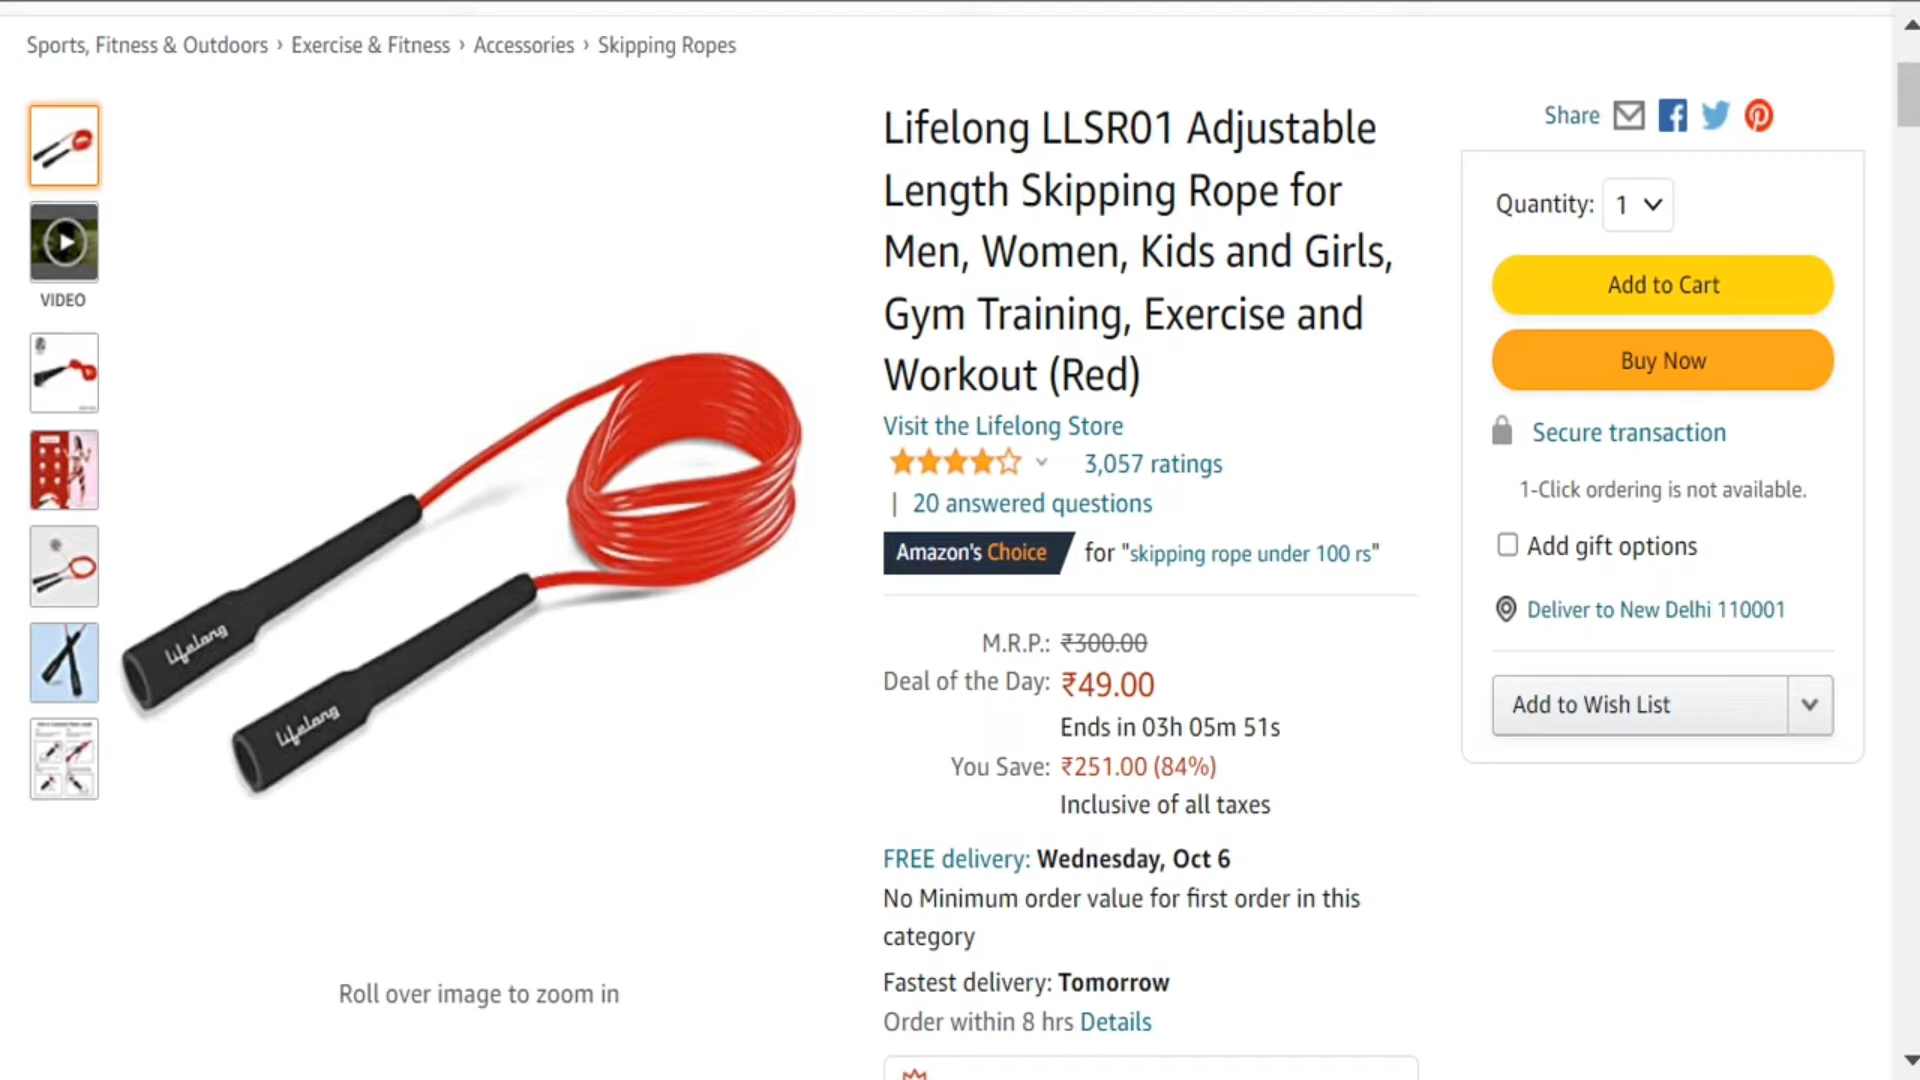 Sports, Fitness & Outdoors › Exercise & Fitness › Accessories › Skipping Ropes
VIDEO
Lifelong
Lifelong
Roll over image to zoom in
Lifelong LLSR01 Adjustable
Length Skipping Rope for
Men, Women, Kids and Girls,
Gym Training, Exercise and
Workout (Red)
Visit the Lifelong Store
3,057 ratings
| 20 answered questions
Amazon's Choice for "skipping rope under 100 rs"
M.R.P.: ₹300.00
Deal of the Day: ₹49.00
Ends in 03h 05m 51s
You Save: ₹251.00 (84%)
Inclusive of all taxes
FREE delivery: Wednesday, Oct 6
No Minimum order value for first order in this
category
Fastest delivery: Tomorrow
Order within 8 hrs Details
Share
Quantity: 1
Add to Cart
Buy Now
Secure transaction
1-Click ordering is not available.
Add gift options
Deliver to New Delhi 110001
Add to Wish List